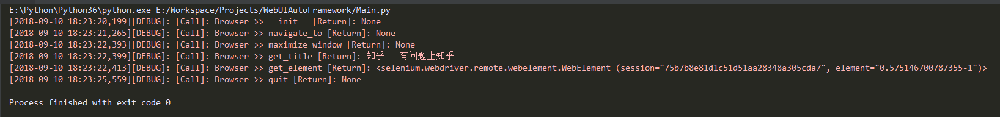 E:\Python\Python36\python.exe E:/Workspace/Projects/WebUIAutoFramework/Main.py
[2018-09-10 18:23:20,199][DEBUG]: [Call]: Browser >> __init__ [Return]: None
[2018-09-10 18:23:21,265][DEBUG]: [Call]: Browser >> navigate_to [Return]: None
[2018-09-10 18:23:22,393][DEBUG]: [Call]: Browser >> maximize_window [Return]: None
[2018-09-10 18:23:22,399][DEBUG]: [Call]: Browser >> get_title [Return]: 知乎 - 有问题上知乎
[2018-09-10 18:23:22,413][DEBUG]: [Call]: Browser >> get_element [Return]: <selenium.webdriver.remote.webelement.WebElement (session="75b7b8e81d1c51d51aa28348a305cda7", element="0.575146700787355-1")>
[2018-09-10 18:23:25,559][DEBUG]: [Call]: Browser >> quit [Return]: None
Process finished with exit code 0